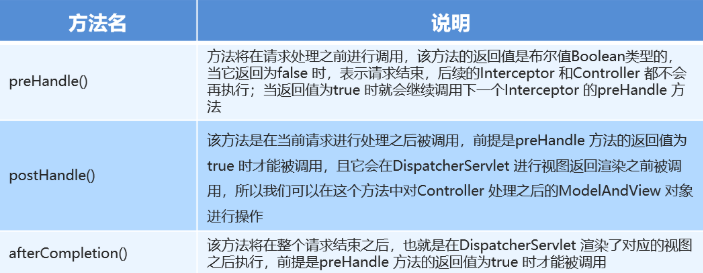 方法名 说明
preHandle()
方法将在请求处理之前进行调用，该方法的返回值是布尔值Boolean类型的，
当它返回为false 时，表示请求结束，后续的Interceptor 和Controller 都不会
再执行；当返回值为true 时就会继续调用下一个Interceptor 的preHandle 方
法
postHandle()
该方法是在当前请求进行处理之后被调用，前提是preHandle 方法的返回值为
true 时才能被调用，且它会在DispatcherServlet 进行视图返回渲染之前被调
用，所以我们可以在这个方法中对Controller 处理之后的ModelAndView 对象
进行操作
afterCompletion()
该方法将在整个请求结束之后，也就是在DispatcherServlet 渲染了对应的视图
之后执行，前提是preHandle 方法的返回值为true 时才能被调用